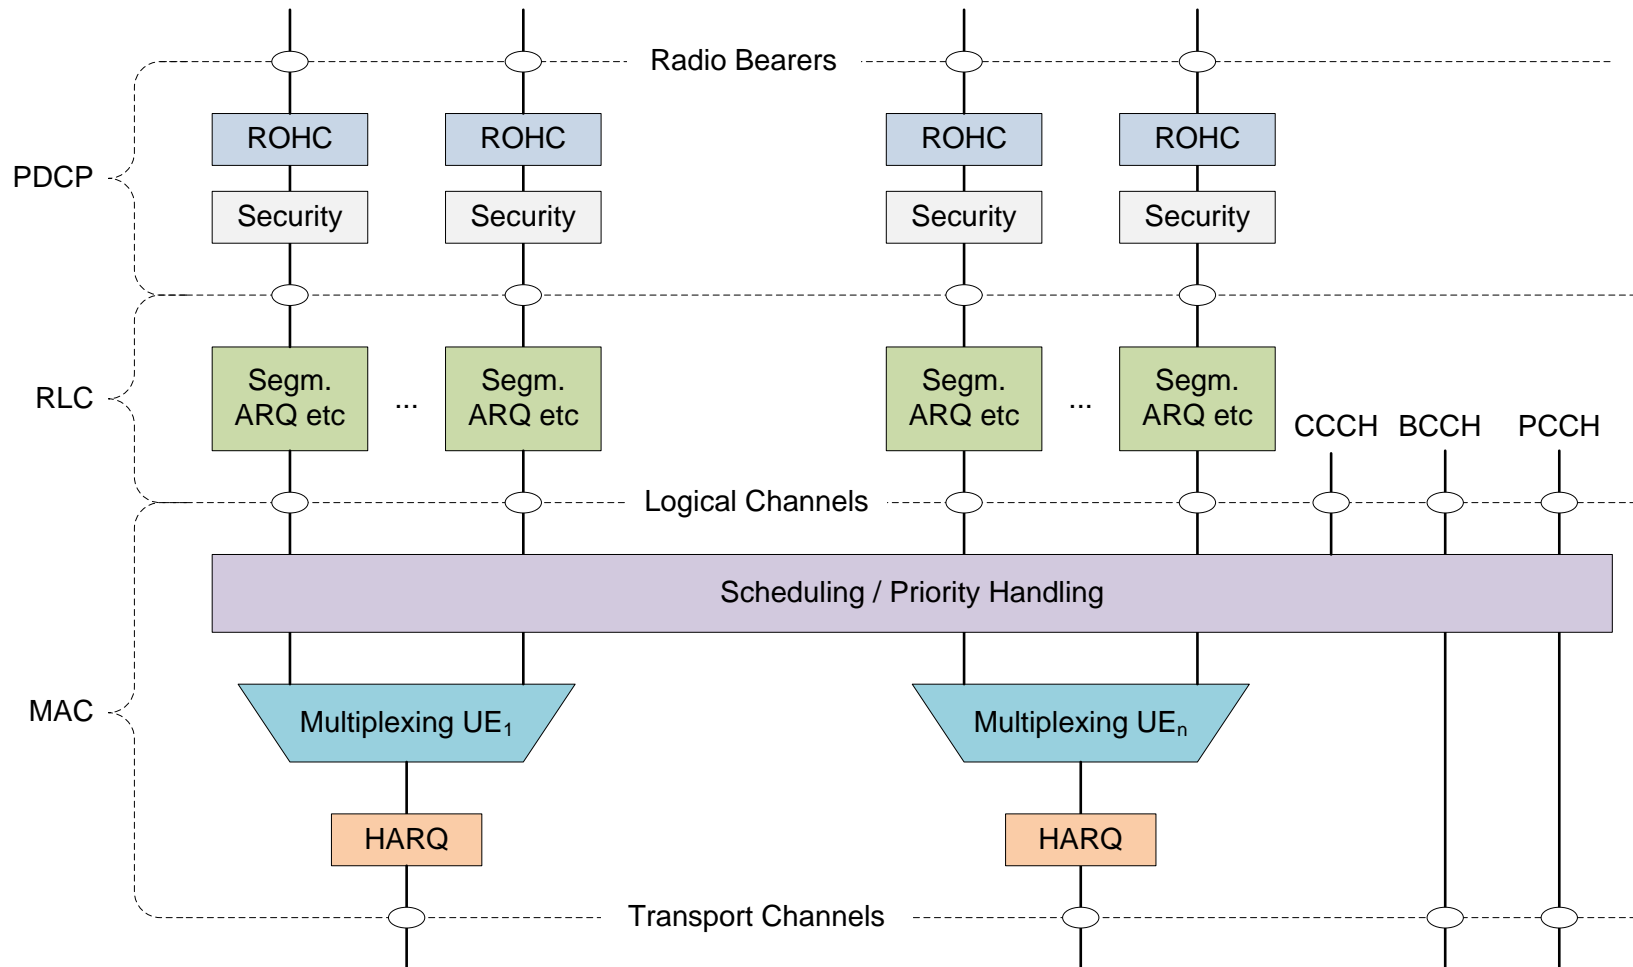 Radio Bearers
ROHC ROHC ROHC ROHC
PDCP
Security Security Security Security
Segm. Segm. Segm. Segm.
RLC
ARQ etc ... ARQ etc ARQ etc ... ARQ etc
CCCH BCCH PCCH
Logical Channels
Scheduling / Priority Handling
MAC
Multiplexing UE1 Multiplexing UEn
HARQ HARQ
Transport Channels